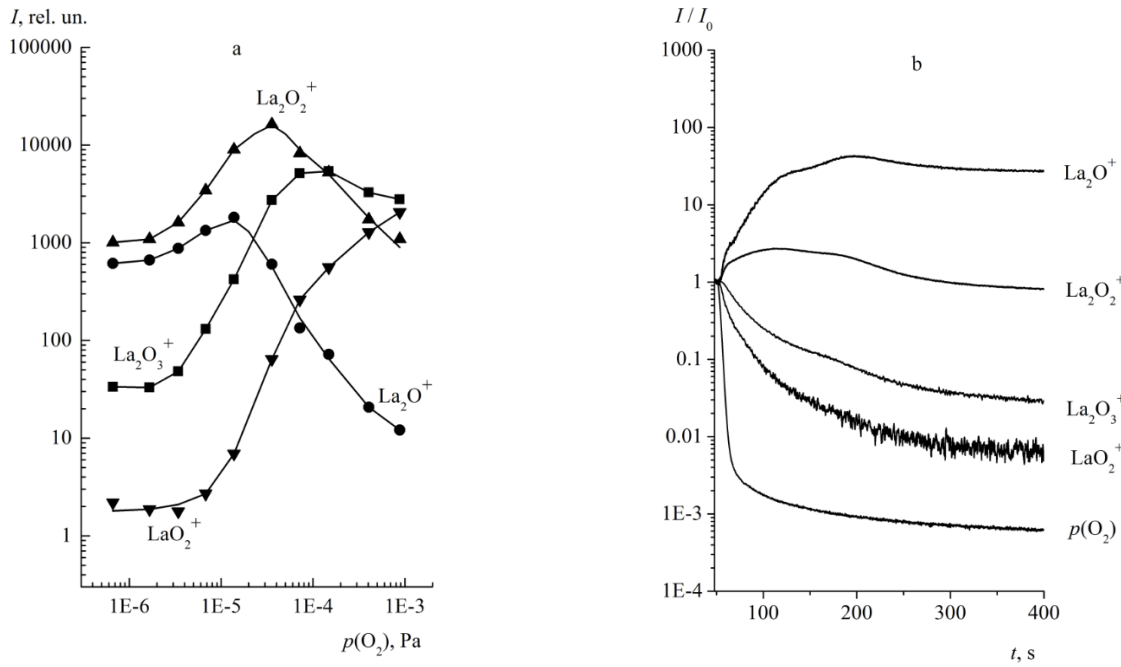 I, rel. un.
a
100000
10000
1000
100
10
1
La₂O₂⁺
La₂O₃⁺
La₂O⁺
LaO₂⁺
1E-6 1E-5 1E-4 1E-3
p(O₂), Pa
I / I₀
b
1000
100
10
1
0.1
0.01
1E-3
1E-4
La₂O⁺
La₂O₂⁺
La₂O₃⁺
LaO₂⁺
p(O₂)
100 200 300 400
t, s